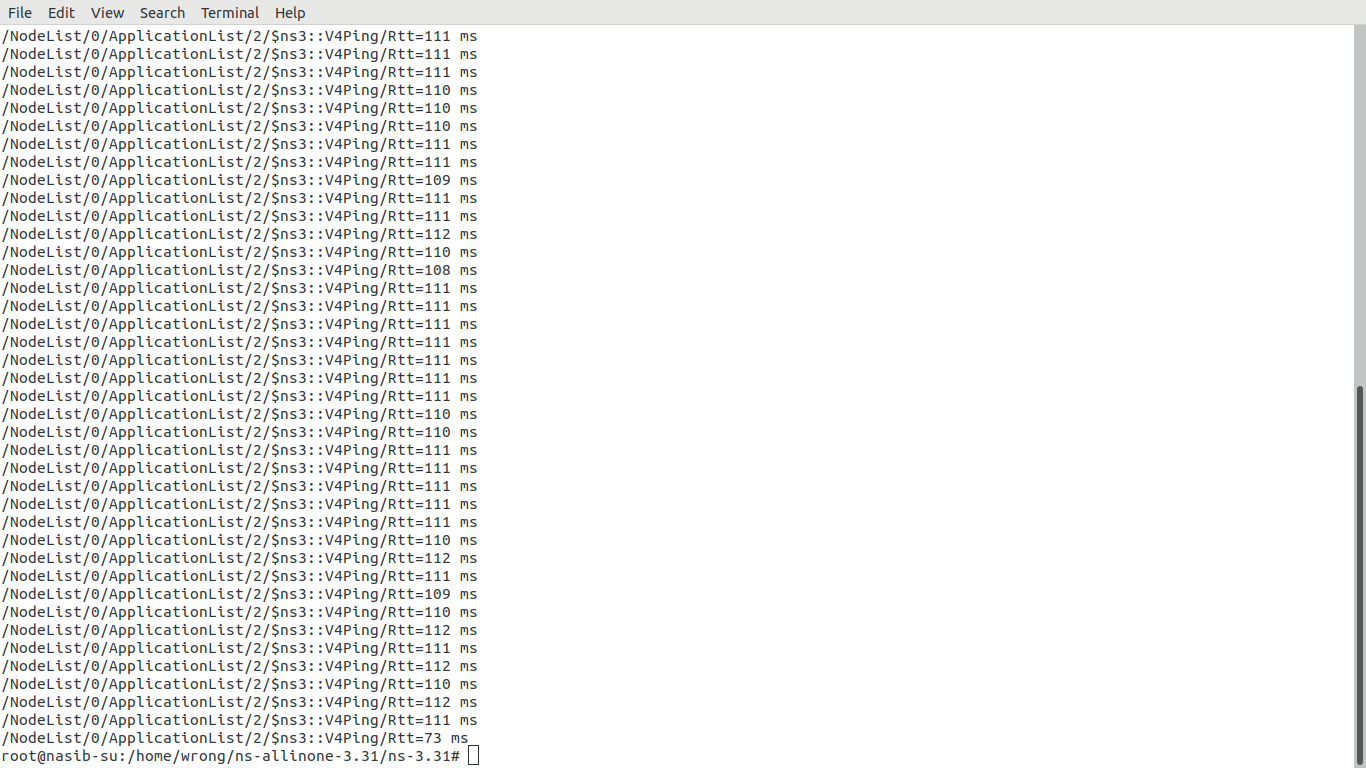 File Edit View Search Terminal Help
/NodeList/0/ApplicationList/2/$ns3::V4Ping/Rtt=111 ms
/NodeList/0/ApplicationList/2/$ns3::V4Ping/Rtt=111 ms
/NodeList/0/ApplicationList/2/$ns3::V4Ping/Rtt=111 ms
/NodeList/0/ApplicationList/2/$ns3::V4Ping/Rtt=110 ms
/NodeList/0/ApplicationList/2/$ns3::V4Ping/Rtt=110 ms
/NodeList/0/ApplicationList/2/$ns3::V4Ping/Rtt=110 ms
/NodeList/0/ApplicationList/2/$ns3::V4Ping/Rtt=111 ms
/NodeList/0/ApplicationList/2/$ns3::V4Ping/Rtt=111 ms
/NodeList/0/ApplicationList/2/$ns3::V4Ping/Rtt=109 ms
/NodeList/0/ApplicationList/2/$ns3::V4Ping/Rtt=111 ms
/NodeList/0/ApplicationList/2/$ns3::V4Ping/Rtt=111 ms
/NodeList/0/ApplicationList/2/$ns3::V4Ping/Rtt=112 ms
/NodeList/0/ApplicationList/2/$ns3::V4Ping/Rtt=110 ms
/NodeList/0/ApplicationList/2/$ns3::V4Ping/Rtt=108 ms
/NodeList/0/ApplicationList/2/$ns3::V4Ping/Rtt=111 ms
/NodeList/0/ApplicationList/2/$ns3::V4Ping/Rtt=111 ms
/NodeList/0/ApplicationList/2/$ns3::V4Ping/Rtt=111 ms
/NodeList/0/ApplicationList/2/$ns3::V4Ping/Rtt=111 ms
/NodeList/0/ApplicationList/2/$ns3::V4Ping/Rtt=111 ms
/NodeList/0/ApplicationList/2/$ns3::V4Ping/Rtt=111 ms
/NodeList/0/ApplicationList/2/$ns3::V4Ping/Rtt=111 ms
/NodeList/0/ApplicationList/2/$ns3::V4Ping/Rtt=110 ms
/NodeList/0/ApplicationList/2/$ns3::V4Ping/Rtt=110 ms
/NodeList/0/ApplicationList/2/$ns3::V4Ping/Rtt=111 ms
/NodeList/0/ApplicationList/2/$ns3::V4Ping/Rtt=111 ms
/NodeList/0/ApplicationList/2/$ns3::V4Ping/Rtt=111 ms
/NodeList/0/ApplicationList/2/$ns3::V4Ping/Rtt=111 ms
/NodeList/0/ApplicationList/2/$ns3::V4Ping/Rtt=111 ms
/NodeList/0/ApplicationList/2/$ns3::V4Ping/Rtt=110 ms
/NodeList/0/ApplicationList/2/$ns3::V4Ping/Rtt=112 ms
/NodeList/0/ApplicationList/2/$ns3::V4Ping/Rtt=111 ms
/NodeList/0/ApplicationList/2/$ns3::V4Ping/Rtt=109 ms
/NodeList/0/ApplicationList/2/$ns3::V4Ping/Rtt=110 ms
/NodeList/0/ApplicationList/2/$ns3::V4Ping/Rtt=112 ms
/NodeList/0/ApplicationList/2/$ns3::V4Ping/Rtt=111 ms
/NodeList/0/ApplicationList/2/$ns3::V4Ping/Rtt=112 ms
/NodeList/0/ApplicationList/2/$ns3::V4Ping/Rtt=110 ms
/NodeList/0/ApplicationList/2/$ns3::V4Ping/Rtt=112 ms
/NodeList/0/ApplicationList/2/$ns3::V4Ping/Rtt=111 ms
/NodeList/0/ApplicationList/2/$ns3::V4Ping/Rtt=73 ms
root@nasib-su:/home/wrong/ns-allinone-3.31/ns-3.31#